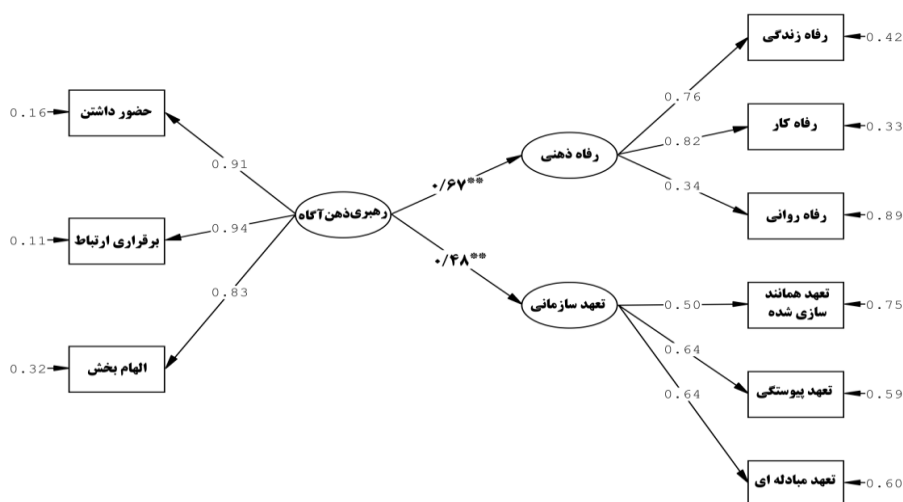 رفاه زندگی
0.42
0.76
حضور داشتن
0.16
رفاه کار
0.33
0.82
0.91
رفاه ذهنی
۰/۶۷**
0.34
رهبری‌ذهن‌آگاه
رفاه روانی
0.89
0.94
برقراری ارتباط
0.11
۰/۴۸**
0.83
تعهد سازمانی
0.50
تعهد همانند
سازی شده
0.75
0.64
الهام بخش
0.32
تعهد پیوستگی
0.59
0.64
تعهد مبادله ای
0.60